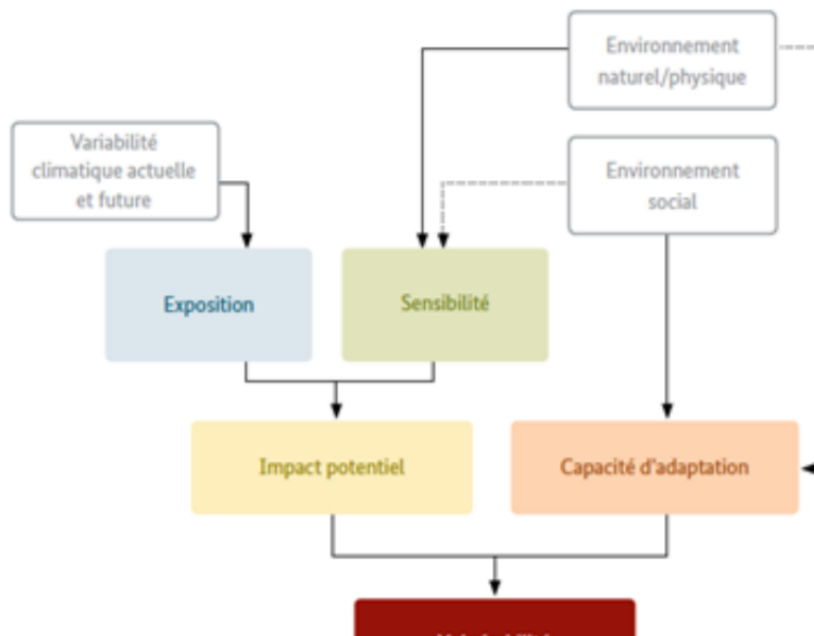 Environnement
naturel/physique
Variabilité
climatique actuelle
et future
Environnement
social
Exposition
Sensibilité
Impact potentiel
Capacité d'adaptation